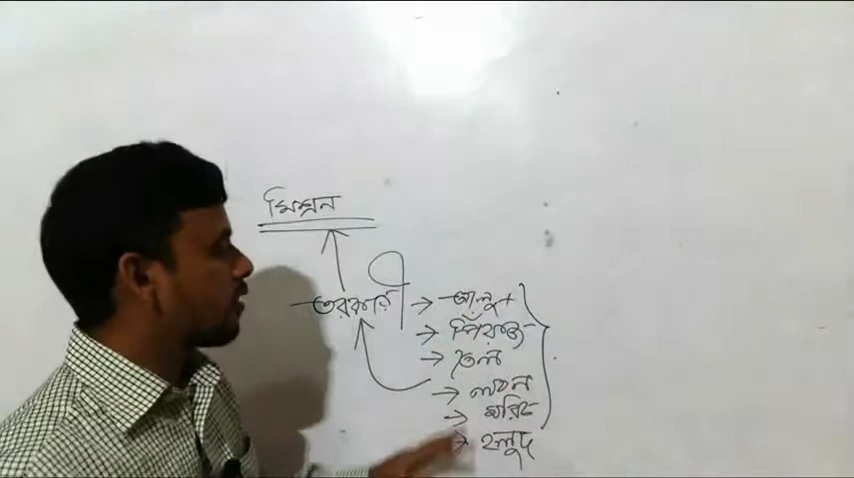 মিশ্রন
তরকারী → আলু +
→ পিঁয়াজ
→ তেল
→ লবন
→ মরিচ
→ হলুদ